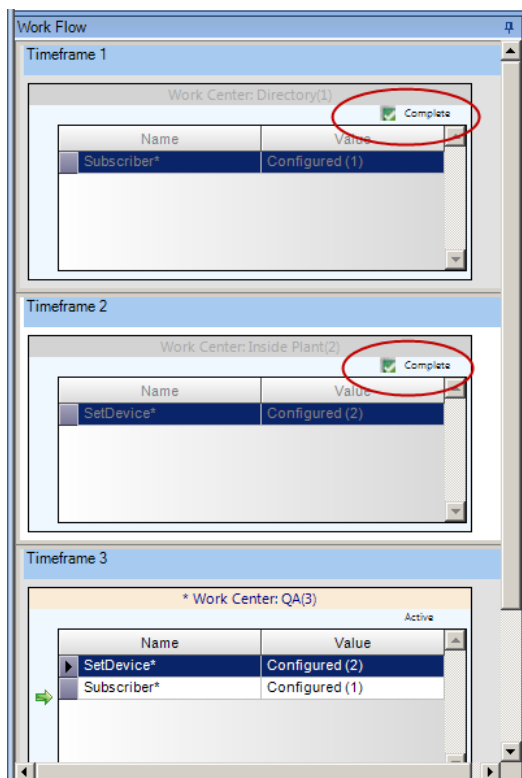 Work Flow
Timeframe 1
Work Center: Directory(1)
Complete
Name Value
Subscriber* Configured (1)
Timeframe 2
Work Center: Inside Plant(2)
Complete
Name Value
SetDevice* Configured (2)
Timeframe 3
* Work Center: QA(3)
Active
Name Value
SetDevice* Configured (2)
Subscriber* Configured (1)